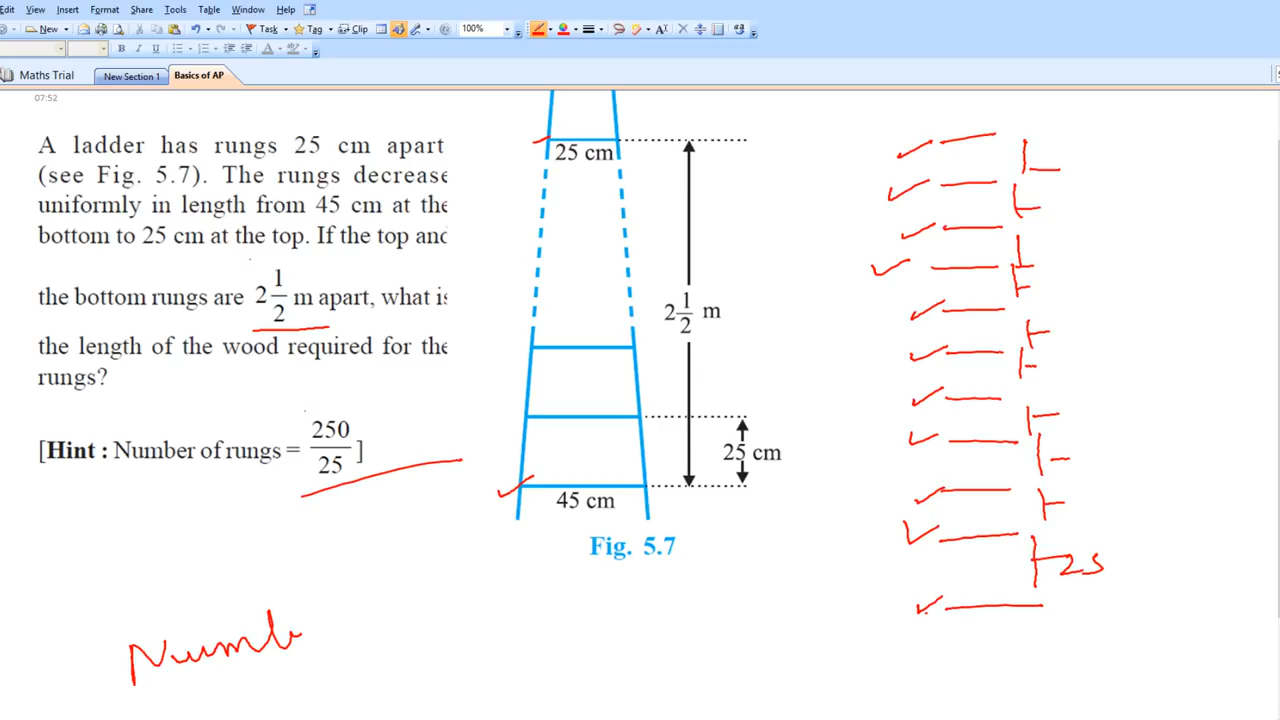 Edit View Insert Format Share Tools Table Window Help
New Task Tag Clip 100%
B I U A
Maths Trial New Section 1 Basics of AP
07:52
A ladder has rungs 25 cm apart
(see Fig. 5.7). The rungs decrease
uniformly in length from 45 cm at the
bottom to 25 cm at the top. If the top and
the bottom rungs are 2 1/2 m apart, what is
the length of the wood required for the
rungs?
[Hint : Number of rungs = 250/25 ]
25 cm
2 1/2 m
25 cm
45 cm
Fig. 5.7
25
Numb